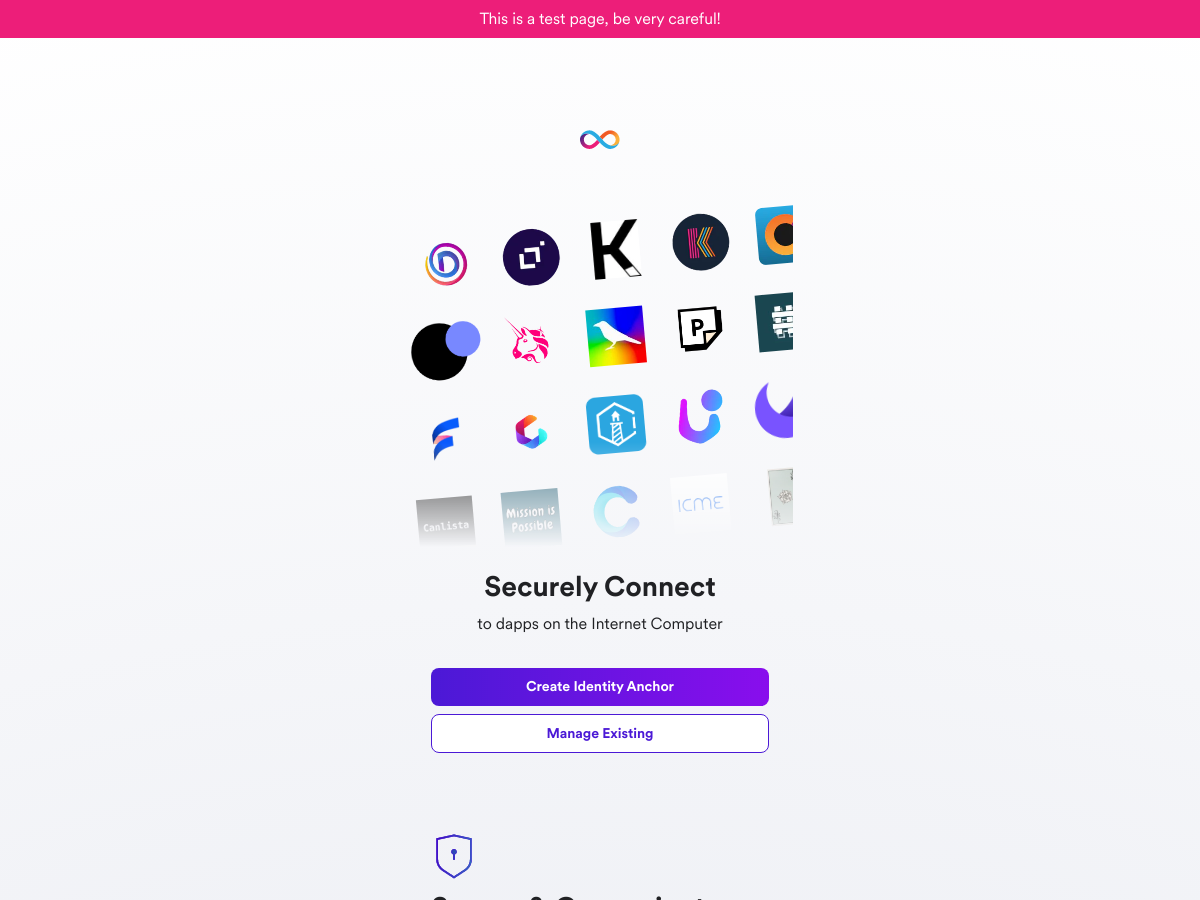 This is a test page, be very careful!
K
P
Canlista
Mission is
Possible
ICME
Securely Connect
to dapps on the Internet Computer
Create Identity Anchor
Manage Existing